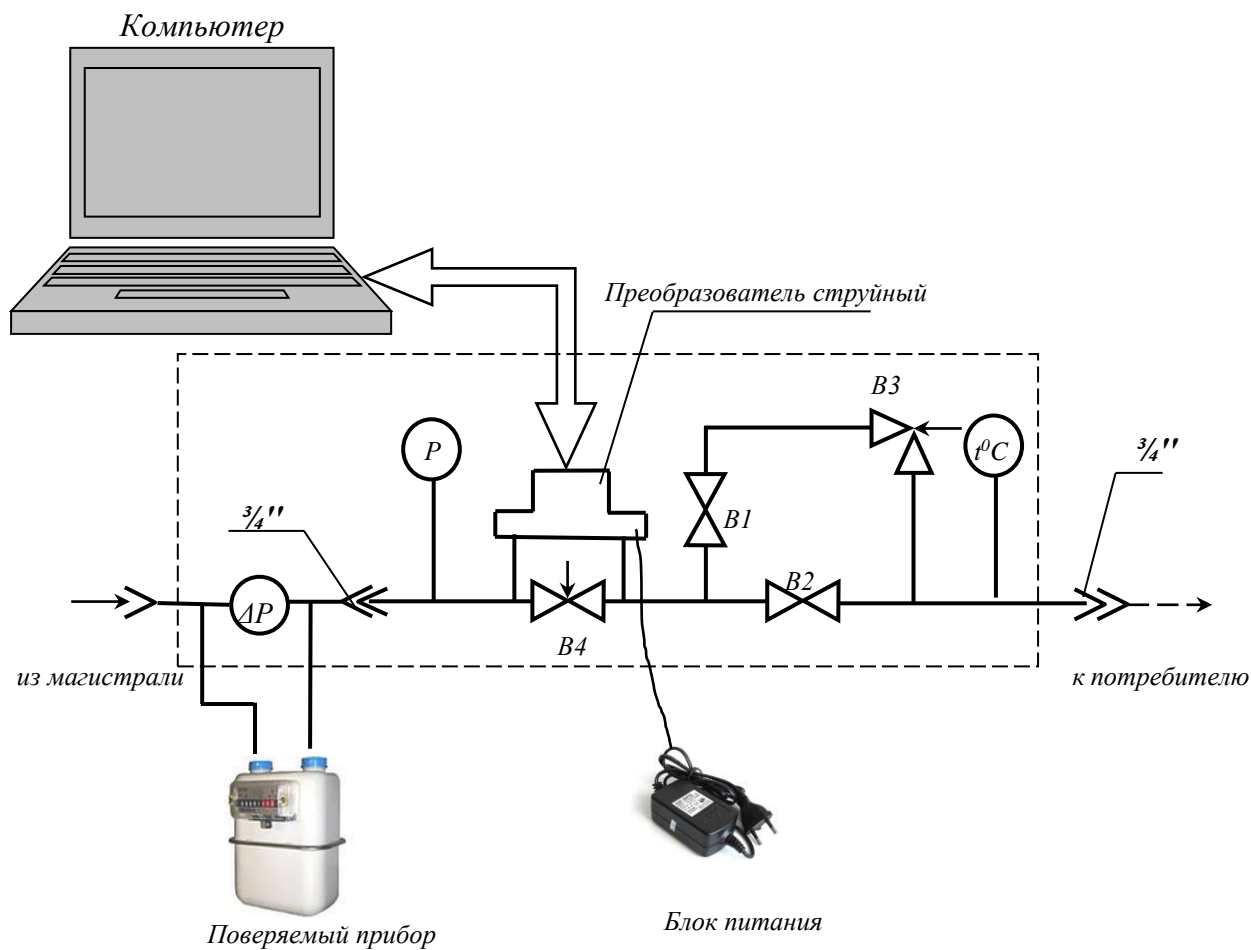 Компьютер
Преобразователь струйный
В3
P
t⁰C
¾''
¾''
В1
В2
ΔP
В4
из магистрали
к потребителю
Поверяемый прибор
Блок питания